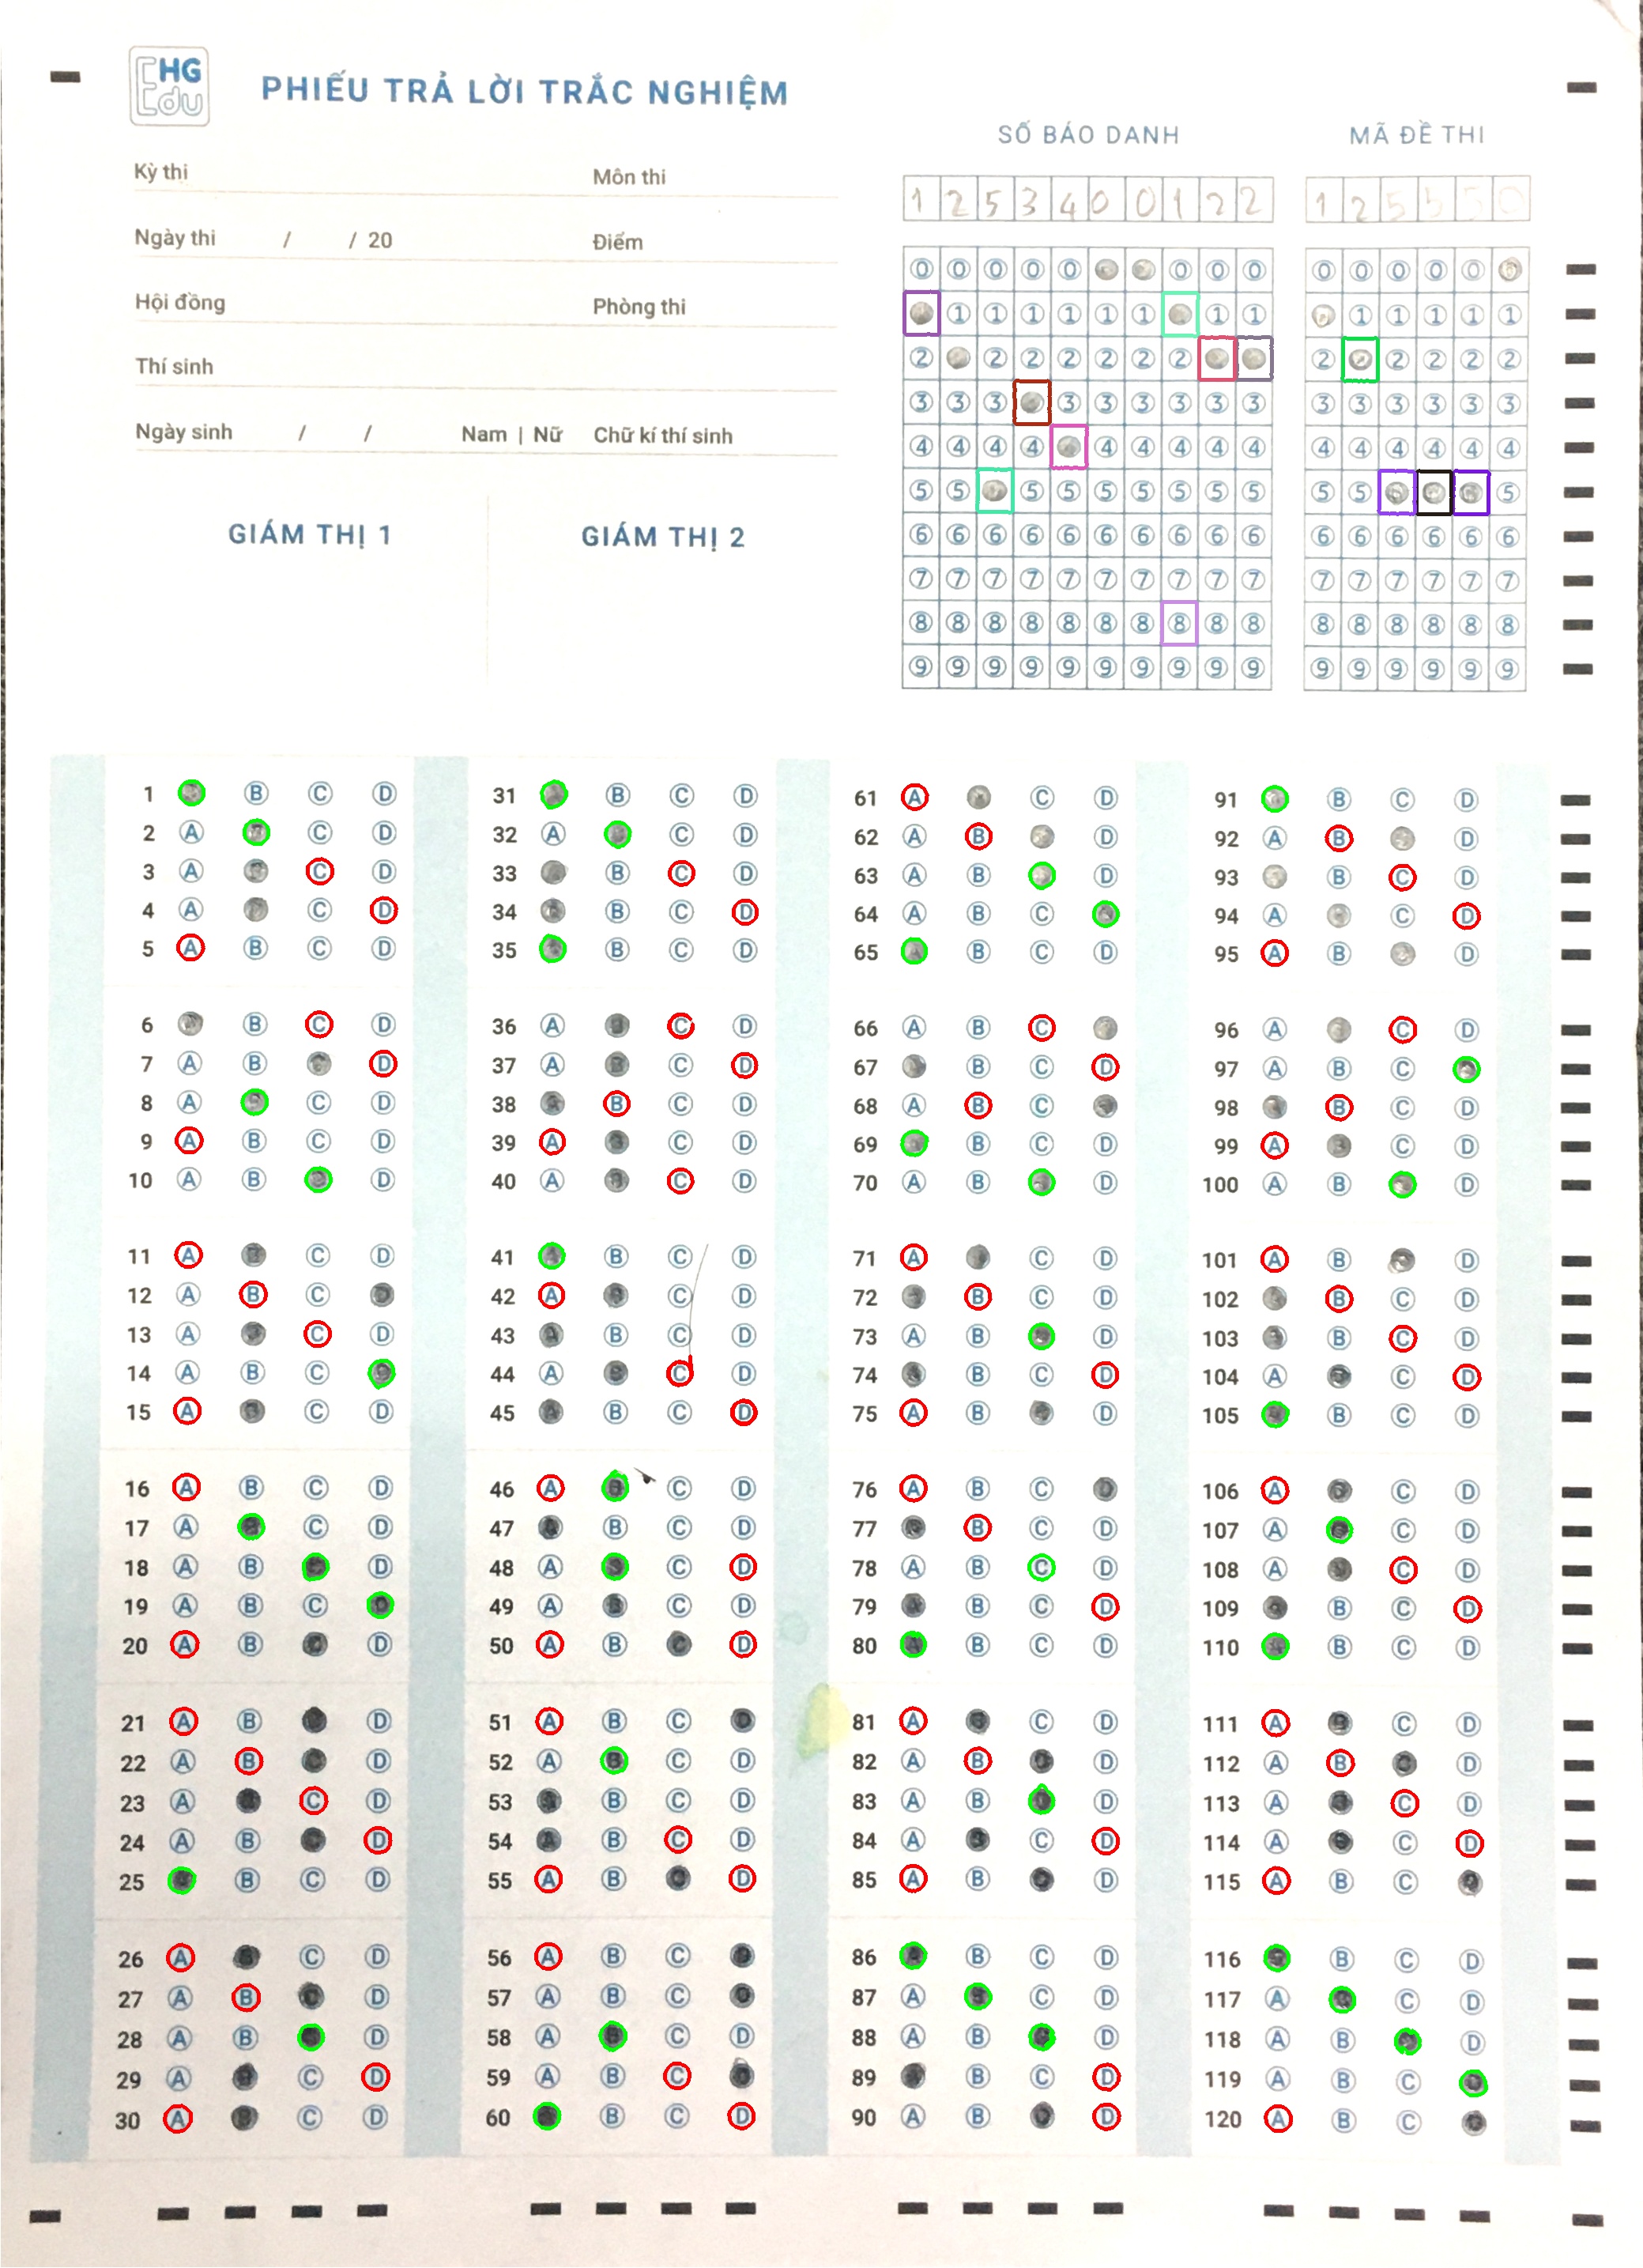 HG Edu
PHIẾU TRẢ LỜI TRẮC NGHIỆM
Kỳ thi Môn thi
Ngày thi / / 20 Điểm
Hội đồng Phòng thi
Thí sinh
Ngày sinh / / Nam | Nữ Chữ kí thí sinh
GIÁM THỊ 1 GIÁM THỊ 2
SỐ BÁO DANH MÃ ĐỀ THI
1 2 5 3 4 0 0 1 2 2 1 2 5 5 5 0
0 0 0 0 0 0 0 0 0 0 0 0 0
1 1 1 1 1 1 1 1 1 1 1 1 1
2 2 2 2 2 2 2 2 2 2 2 2
3 3 3 3 3 3 3 3 3 3 3 3 3 3 3
4 4 4 4 4 4 4 4 4 4 4 4 4 4 4
5 5 5 5 5 5 5 5 5 5 5 5
6 6 6 6 6 6 6 6 6 6 6 6 6 6 6 6
7 7 7 7 7 7 7 7 7 7 7 7 7 7 7 7
8 8 8 8 8 8 8 8 8 8 8 8 8 8 8 8
9 9 9 9 9 9 9 9 9 9 9 9 9 9 9 9
1 B C D 31 B C D 61 A C D 91 B C D
2 A C D 32 A C D 62 A B D 92 A B D
3 A C D 33 B C D 63 A B D 93 B C D
4 A C D 34 B C D 64 A B C 94 A C D
5 A B C D 35 B C D 65 B C D 95 A B D
6 B C D 36 A C D 66 A B C 96 A C D
7 A B D 37 A C D 67 B C D 97 A B C
8 A C D 38 B C D 68 A B C 98 B C D
9 A B C D 39 A C D 69 B C D 99 A C D
10 A B D 40 A C D 70 A B D 100 A B D
11 A C D 41 B C D 71 A C D 101 A B D
12 A B C 42 A C D 72 B C D 102 B C D
13 A C D 43 B C D 73 A B D 103 B C D
14 A B C 44 A C D 74 B C D 104 A C D
15 A C D 45 B C D 75 A B D 105 B C D
16 A B C D 46 A C D 76 A B C 106 A C D
17 A C D 47 B C D 77 B C D 107 A C D
18 A B D 48 A C D 78 A B C D 108 A C D
19 A B C 49 A C D 79 B C D 109 B C D
20 A B D 50 A B D 80 B C D 110 B C D
21 A B D 51 A B C 81 A C D 111 A C D
22 A B D 52 A C D 82 A B D 112 A B D
23 A C D 53 B C D 83 A B D 113 A C D
24 A B D 54 B C D 84 A C D 114 A C D
25 B C D 55 A B D 85 A B D 115 A B C
26 A C D 56 A B C 86 B C D 116 B C D
27 A B D 57 A B C 87 A C D 117 A C D
28 A B D 58 A C D 88 A B D 118 A B D
29 A C D 59 A B C 89 B C D 119 A B C
30 A C D 60 B C D 90 A B D 120 A B C